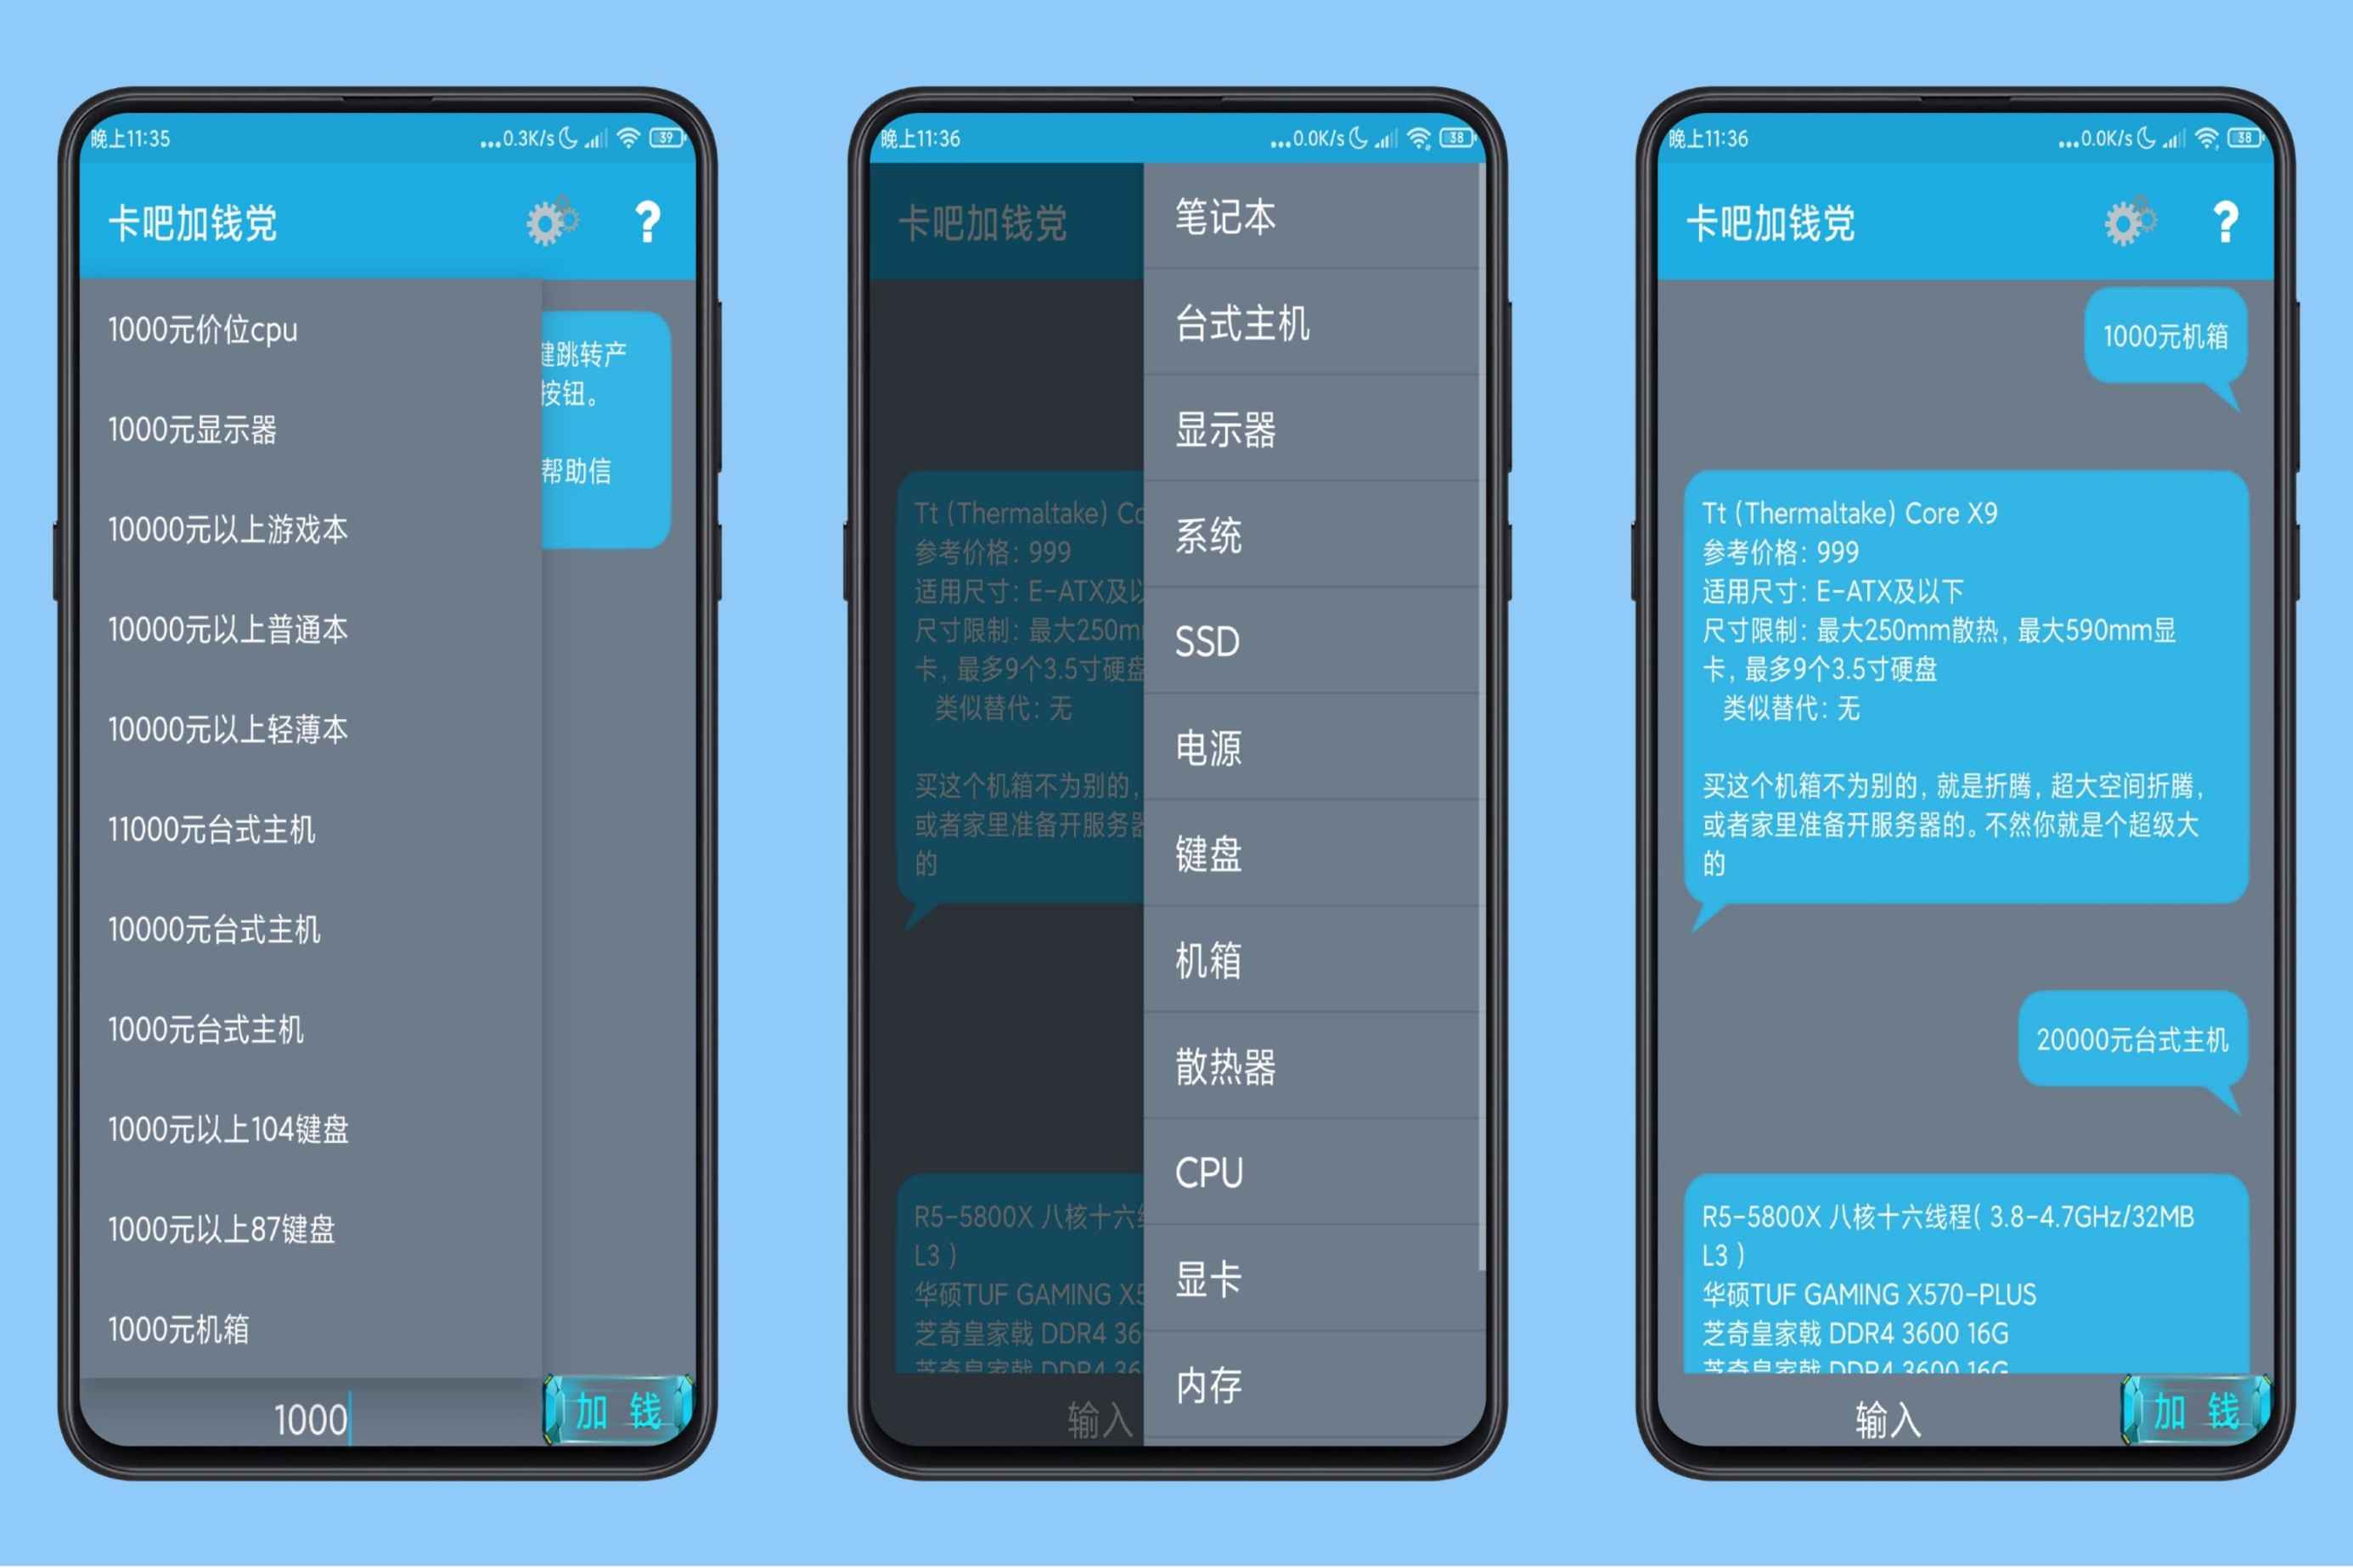 晚上11:35
...0.3K/s
39
卡吧加钱党
?
1000元价位cpu
1000元显示器
10000元以上游戏本
10000元以上普通本
10000元以上轻薄本
11000元台式主机
10000元台式主机
1000元台式主机
1000元以上104键盘
1000元以上87键盘
1000元机箱
键跳转产
按钮。
帮助信
1000
加 钱
晚上11:36
...0.0K/s
38
卡吧加钱党
Tt (Thermaltake) Co
参考价格: 999
适用尺寸: E-ATX及以
尺寸限制: 最大250m
卡, 最多9个3.5寸硬盘
类似替代: 无
买这个机箱不为别的,
或者家里准备开服务器
的
R5-5800X 八核十六线
L3 )
华硕TUF GAMING X5
芝奇皇家戟 DDR4 36
芝奇皇家戟 DDR4 36
输入
笔记本
台式主机
显示器
系统
SSD
电源
键盘
机箱
散热器
CPU
显卡
内存
晚上11:36
...0.0K/s
38
卡吧加钱党
?
1000元机箱
Tt (Thermaltake) Core X9
参考价格: 999
适用尺寸: E-ATX及以下
尺寸限制: 最大250mm散热, 最大590mm显
卡, 最多9个3.5寸硬盘
类似替代: 无
买这个机箱不为别的, 就是折腾, 超大空间折腾,
或者家里准备开服务器的。不然你就是个超级大
的
20000元台式主机
R5-5800X 八核十六线程( 3.8-4.7GHz/32MB
L3 )
华硕TUF GAMING X570-PLUS
芝奇皇家戟 DDR4 3600 16G
芝奇皇家戟 DDR4 3600 16G
输入
加 钱